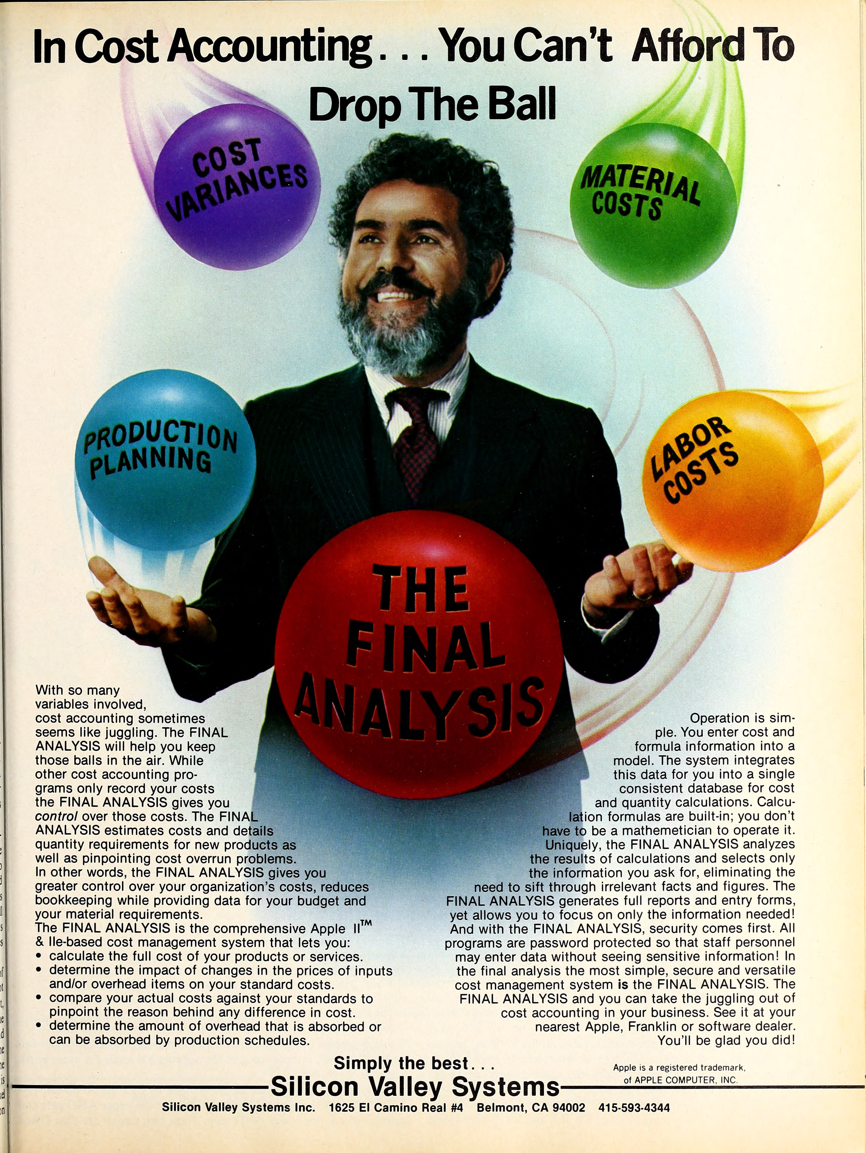 In Cost Accounting. . . You Can't Afford To
Drop The Ball
COST
VARIANCES
MATERIAL
COSTS
PRODUCTION
PLANNING
LABOR
COSTS
THE
FINAL
ANALYSIS
With so many
variables involved,
cost accounting sometimes
seems like juggling. The FINAL
ANALYSIS will help you keep
those balls in the air. While
other cost accounting pro-
grams only record your costs
the FINAL ANALYSIS gives you
control over those costs. The FINAL
ANALYSIS estimates costs and details
quantity requirements for new products as
well as pinpointing cost overrun problems.
In other words, the FINAL ANALYSIS gives you
greater control over your organization's costs, reduces
bookkeeping while providing data for your budget and
your material requirements.
The FINAL ANALYSIS is the comprehensive Apple II™
& IIe-based cost management system that lets you:
• calculate the full cost of your products or services.
• determine the impact of changes in the prices of inputs
and/or overhead items on your standard costs.
• compare your actual costs against your standards to
pinpoint the reason behind any difference in cost.
• determine the amount of overhead that is absorbed or
can be absorbed by production schedules.
Operation is sim-
ple. You enter cost and
formula information into a
model. The system integrates
this data for you into a single
consistent database for cost
and quantity calculations. Calcu-
lation formulas are built-in; you don't
have to be a mathemetician to operate it.
Uniquely, the FINAL ANALYSIS analyzes
the results of calculations and selects only
the information you ask for, eliminating the
need to sift through irrelevant facts and figures. The
FINAL ANALYSIS generates full reports and entry forms,
yet allows you to focus on only the information needed!
And with the FINAL ANALYSIS, security comes first. All
programs are password protected so that staff personnel
may enter data without seeing sensitive information! In
the final analysis the most simple, secure and versatile
cost management system is the FINAL ANALYSIS. The
FINAL ANALYSIS and you can take the juggling out of
cost accounting in your business. See it at your
nearest Apple, Franklin or software dealer.
You'll be glad you did!
Simply the best. . .
Apple is a registered trademark,
of APPLE COMPUTER, INC.
Silicon Valley Systems
Silicon Valley Systems Inc. 1625 El Camino Real #4 Belmont, CA 94002 415-593-4344